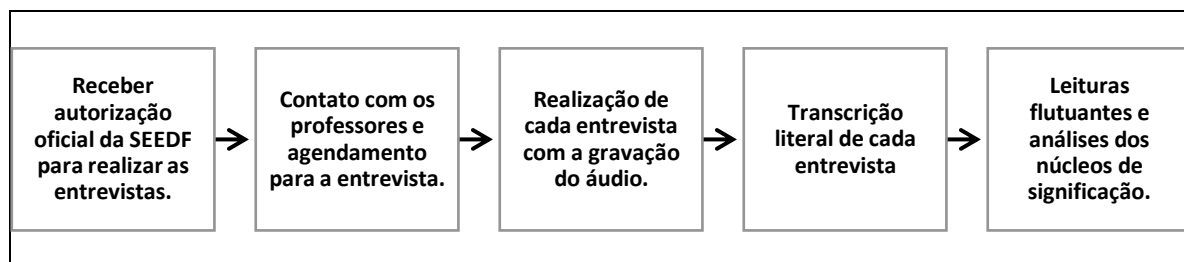 Receber
autorização
oficial da SEEDF
para realizar as
entrevistas.
Contato com os
professores e
agendamento
para a entrevista.
Realização de
cada entrevista
com a gravação
do áudio.
Transcrição
literal de cada
entrevista
Leituras
flutuantes e
análises dos
núcleos de
significação.